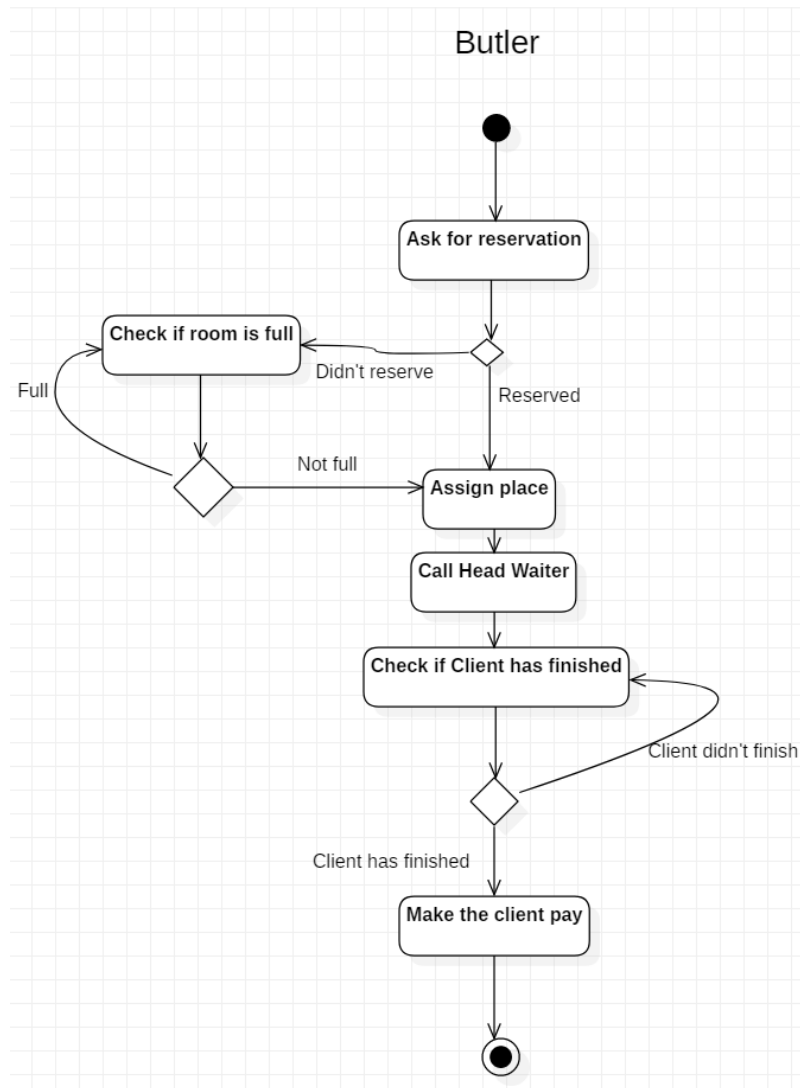 Butler
Ask for reservation
Check if room is full
Didn't reserve
Full
Reserved
Not full
Assign place
Call Head Waiter
Check if Client has finished
Client didn't finish
Client has finished
Make the client pay